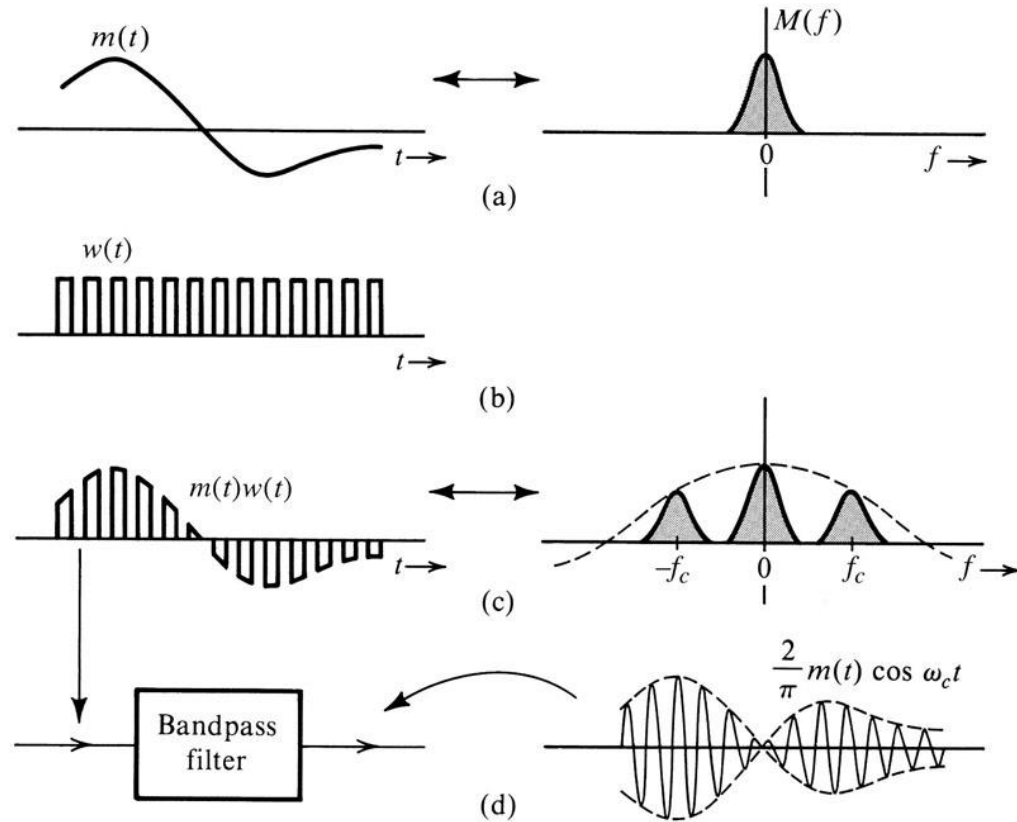 m(t)
M(f)
t
0
f
(a)
w(t)
t
(b)
m(t)w(t)
t
–f_c
0
f_c
f
(c)
Bandpass
filter
2/π m(t) cos ω_c t
(d)